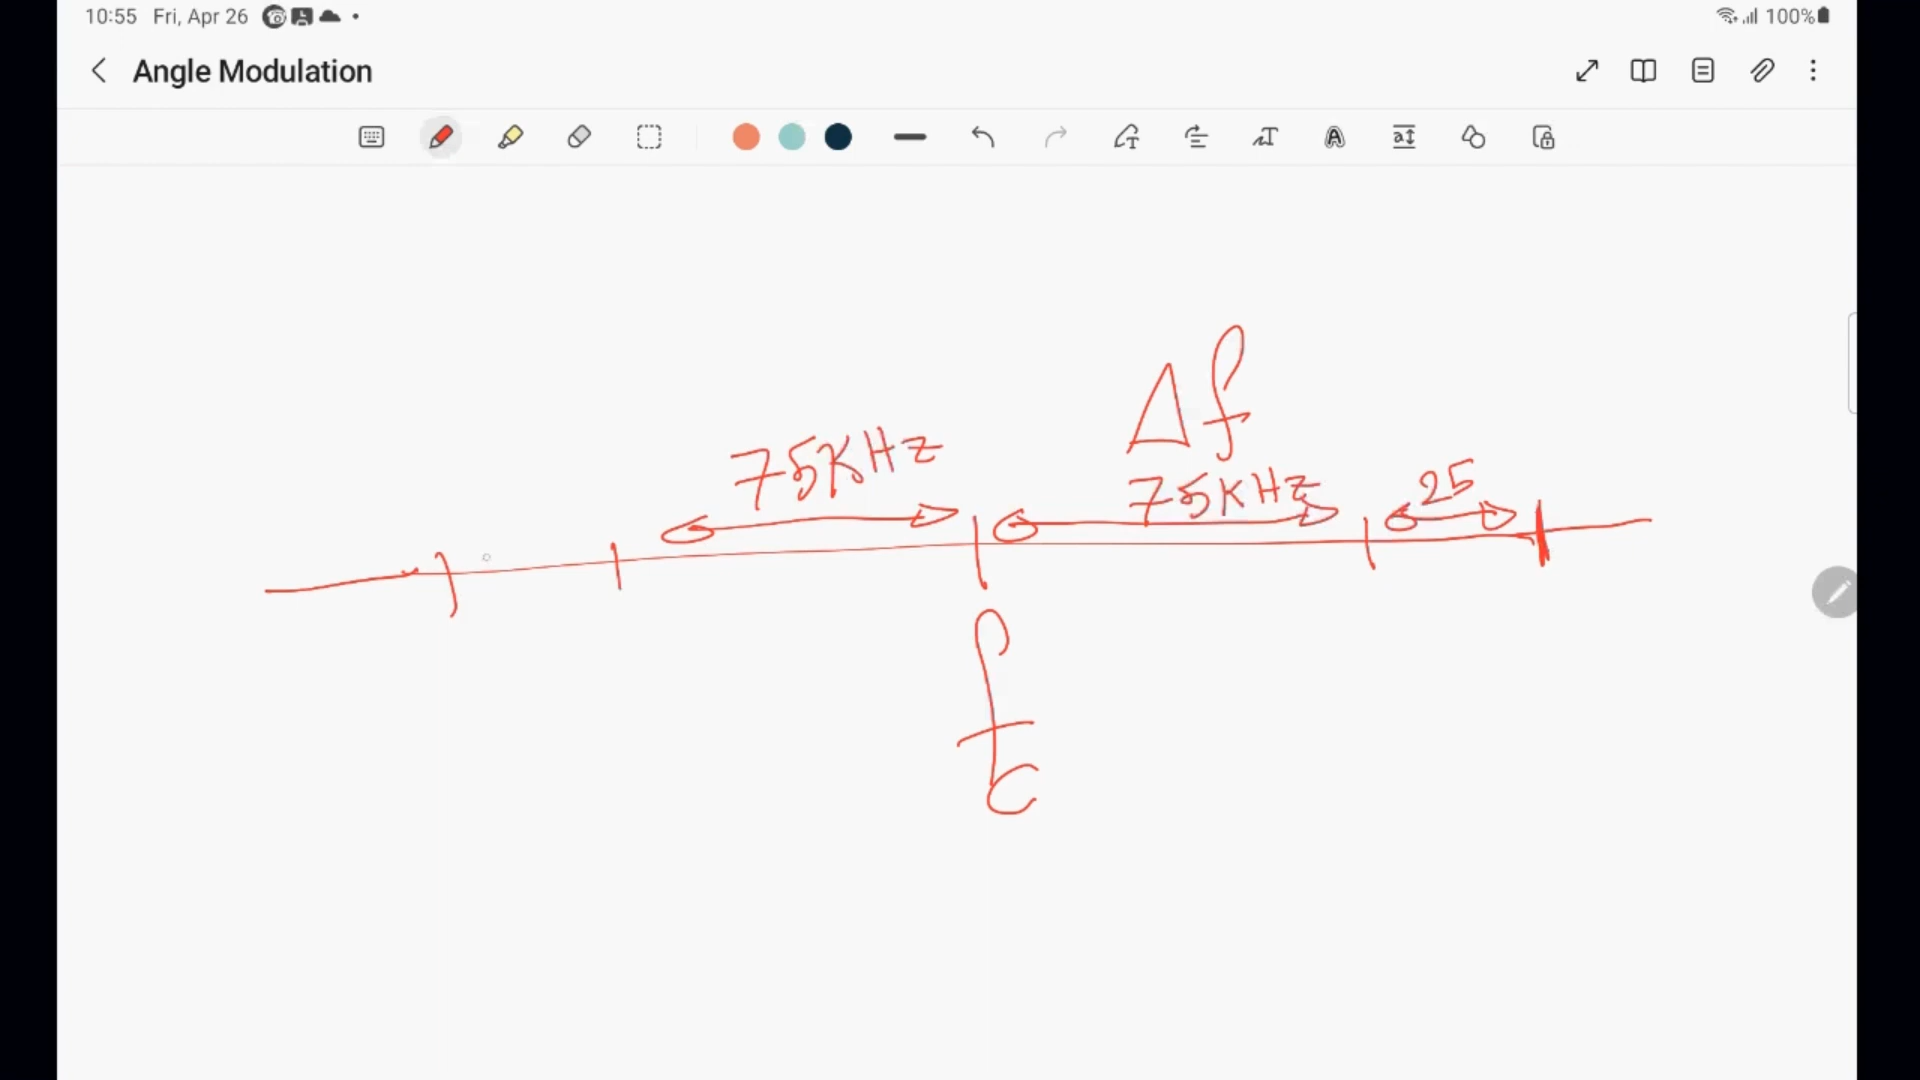 10:55 Fri, Apr 26
100%
Angle Modulation
Δf
75KHz
75KHz
25
fc